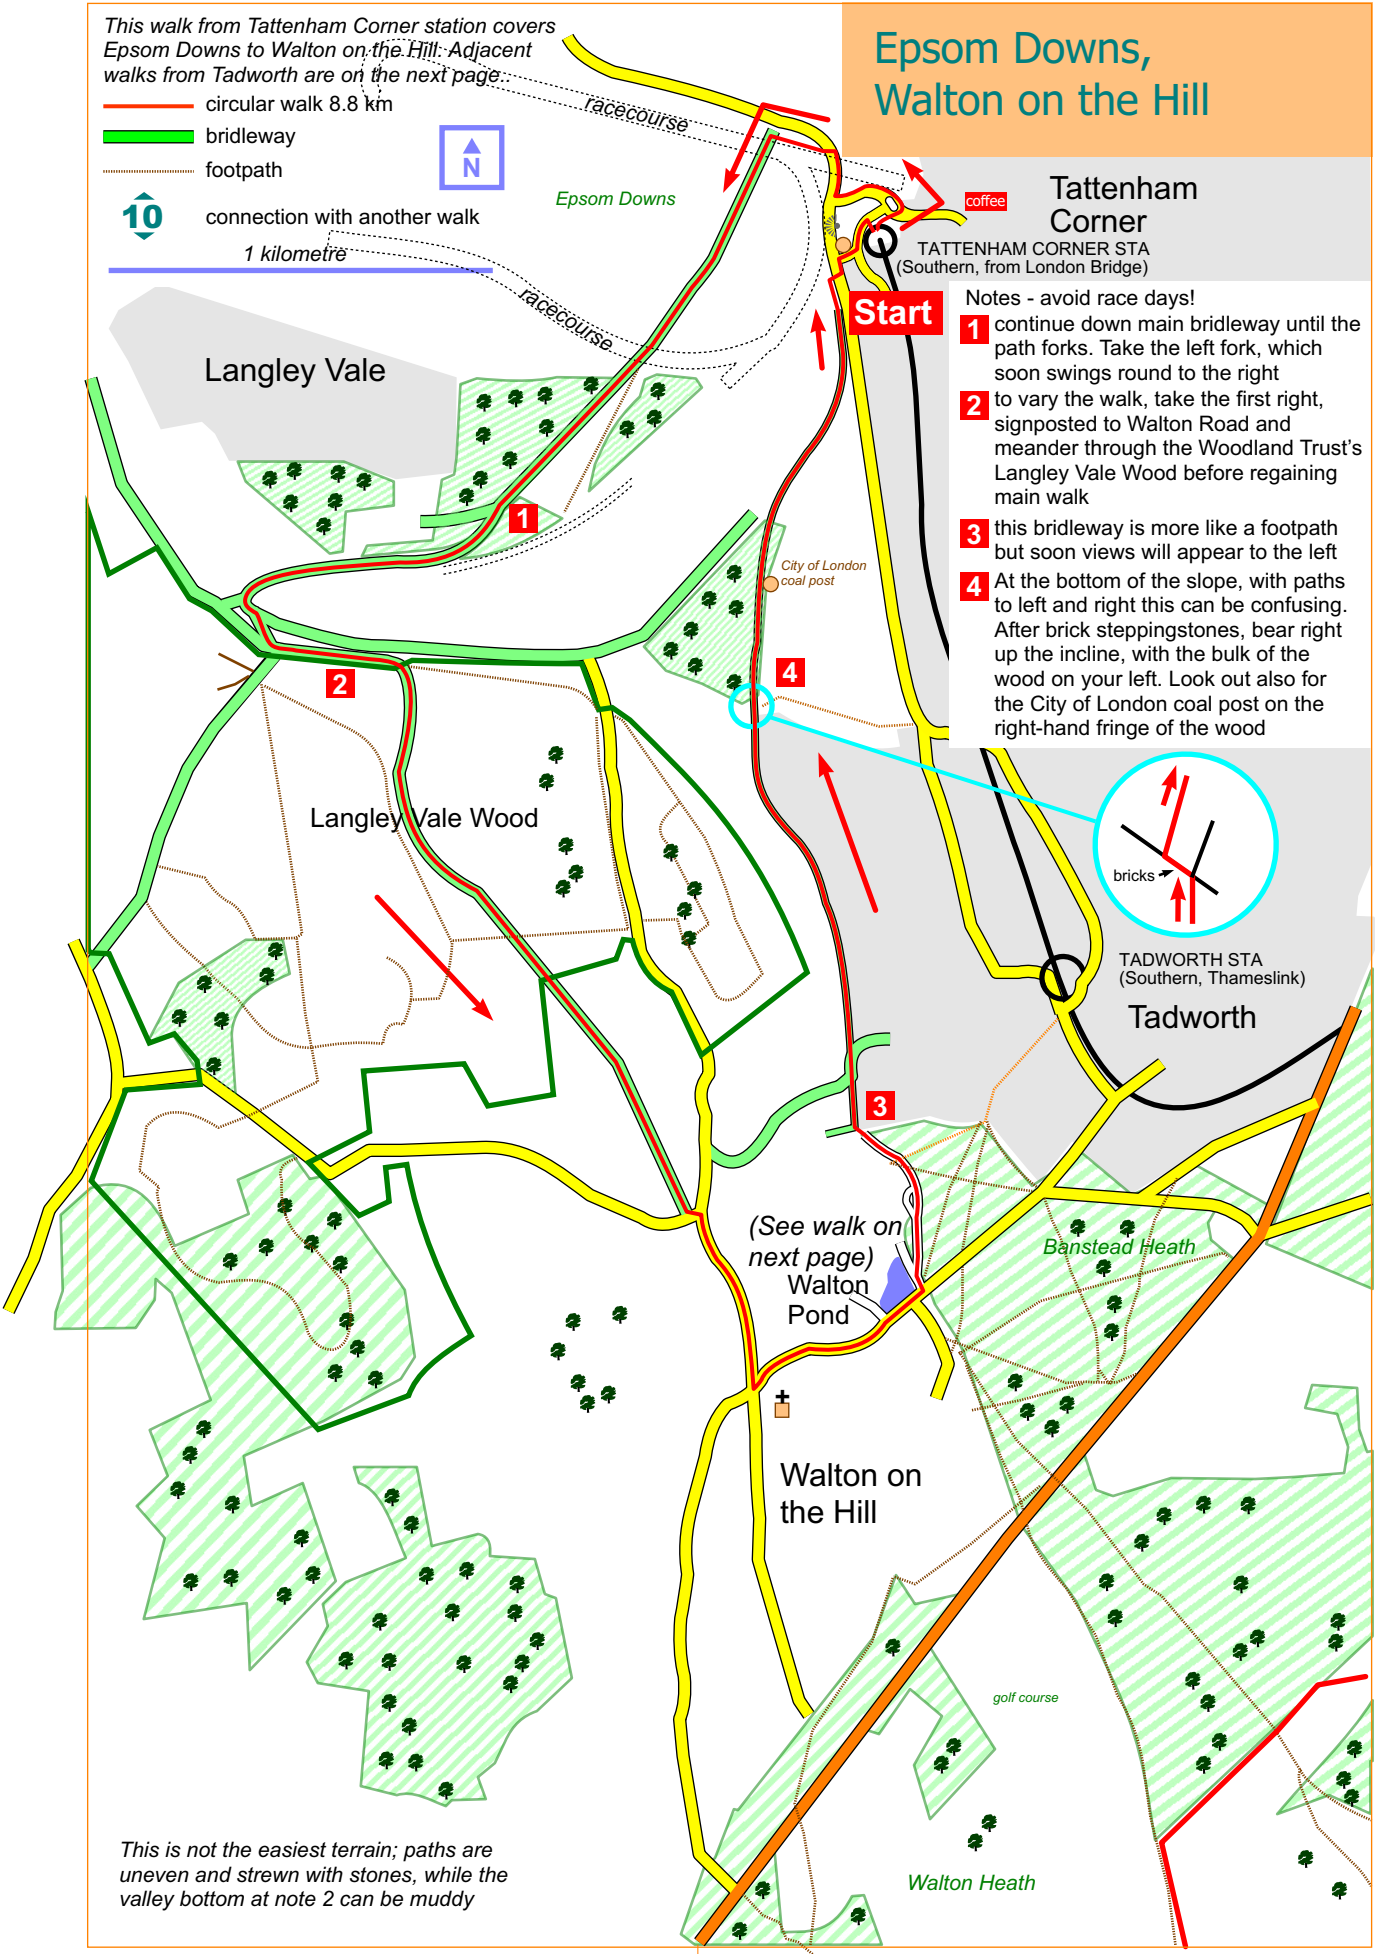 This walk from Tattenham Corner station covers
Epsom Downs to Walton on the Hill. Adjacent
walks from Tadworth are on the next page..
circular walk 8.8 km
bridleway
footpath
N
10
connection with another walk
1 kilometre
Epsom Downs,
Walton on the Hill
racecourse
Epsom Downs
coffee
Tattenham
Corner
TATTENHAM CORNER STA
(Southern, from London Bridge)
racecourse
Start
Langley Vale
Notes - avoid race days!
1 continue down main bridleway until the
path forks. Take the left fork, which
soon swings round to the right
2 to vary the walk, take the first right,
signposted to Walton Road and
meander through the Woodland Trust's
Langley Vale Wood before regaining
main walk
3 this bridleway is more like a footpath
but soon views will appear to the left
4 At the bottom of the slope, with paths
to left and right this can be confusing.
After brick steppingstones, bear right
up the incline, with the bulk of the
wood on your left. Look out also for
the City of London coal post on the
right-hand fringe of the wood
1
City of London
coal post
4
2
Langley Vale Wood
bricks
TADWORTH STA
(Southern, Thameslink)
Tadworth
3
(See walk on
next page)
Walton
Pond
Banstead Heath
Walton on
the Hill
golf course
Walton Heath
This is not the easiest terrain; paths are
uneven and strewn with stones, while the
valley bottom at note 2 can be muddy